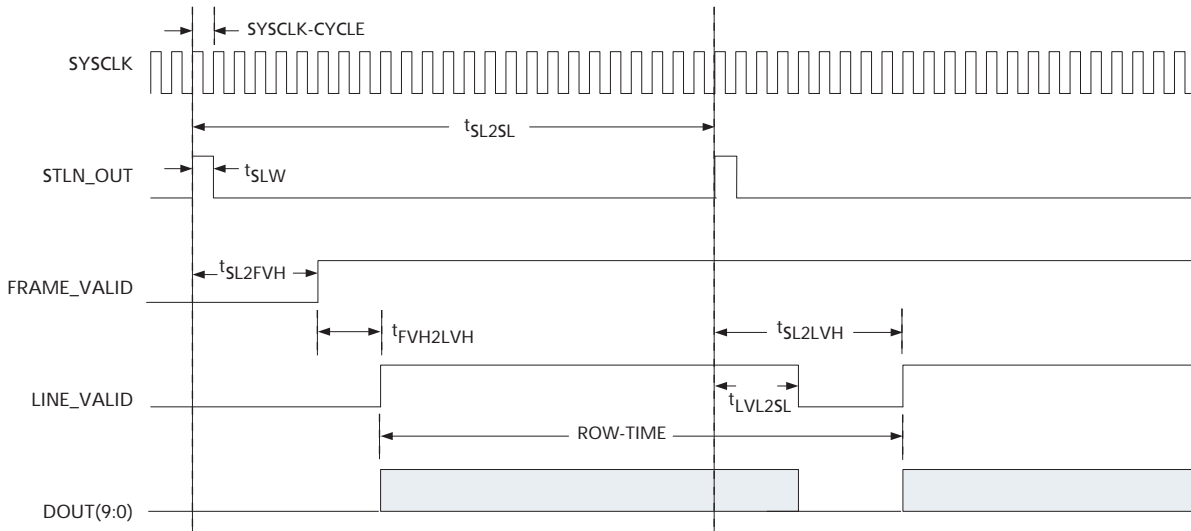 SYSCLK-CYCLE
SYSCLK
tSL2SL
STLN_OUT
tSLW
tSL2FVH
FRAME_VALID
tFVH2LVH
tSL2LVH
LINE_VALID
tLVL2SL
ROW-TIME
DOUT(9:0)